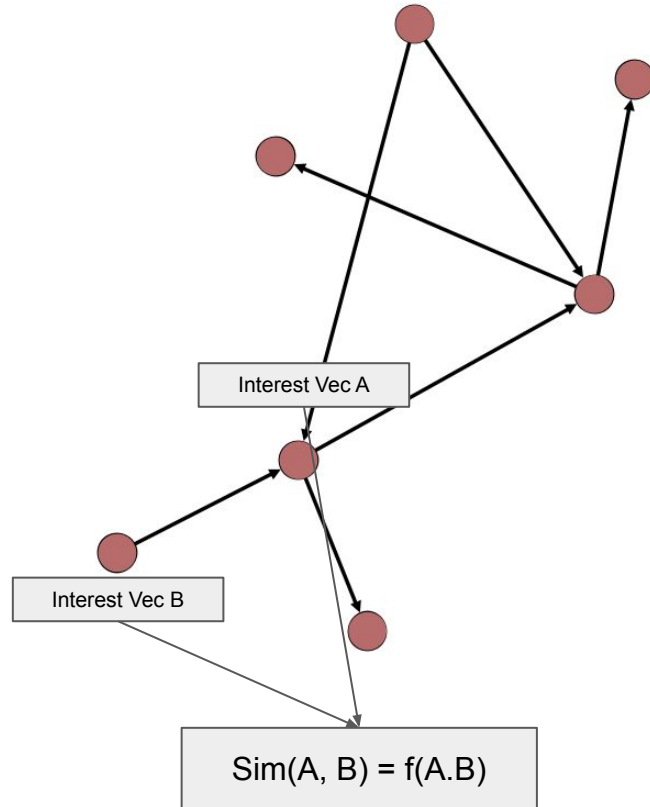 Interest Vec A
Interest Vec B
Sim(A, B) = f(A.B)